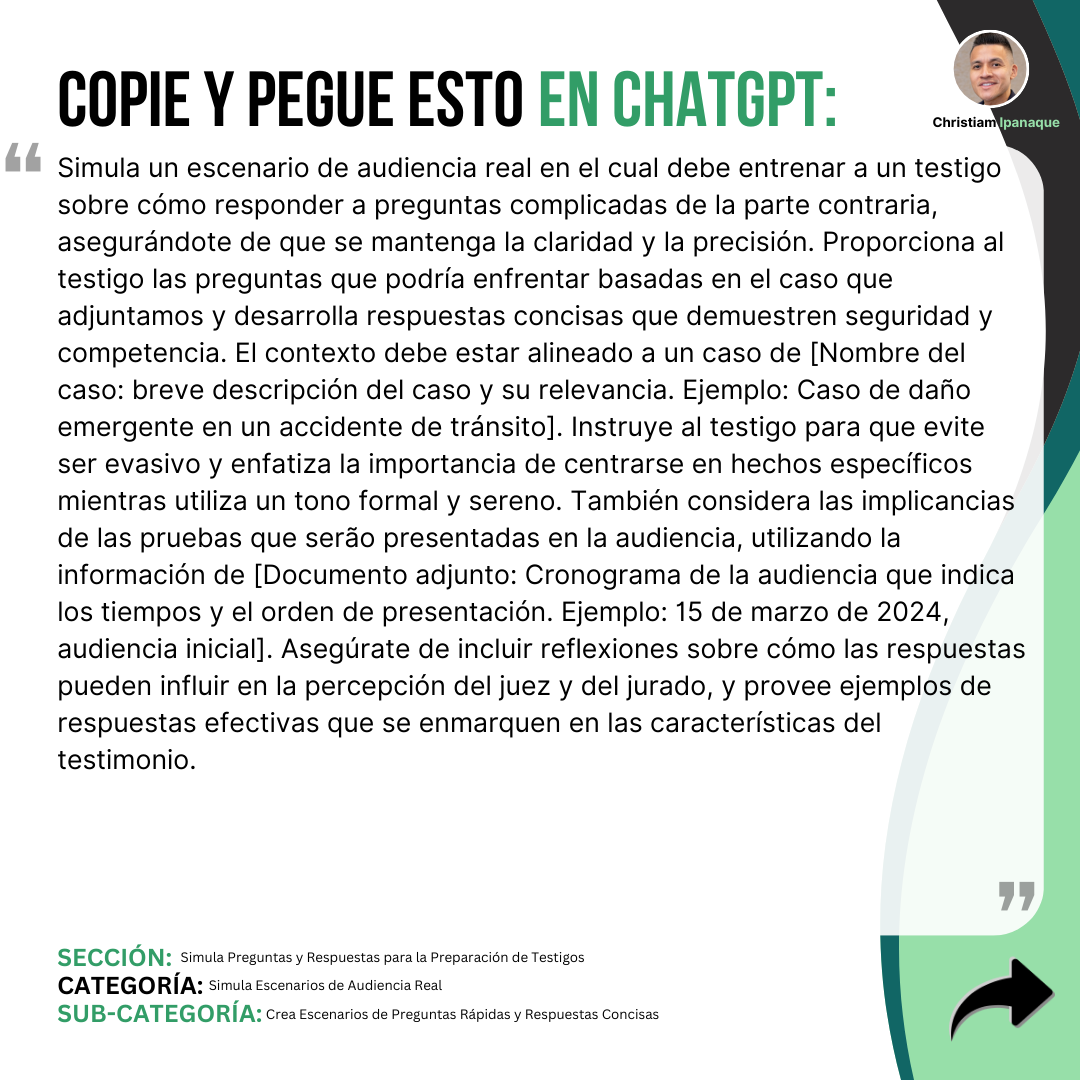 COPIE Y PEGUE ESTO EN CHATGPT:
Christiam Ipanaque
“
Simula un escenario de audiencia real en el cual debe entrenar a un testigo
sobre cómo responder a preguntas complicadas de la parte contraria,
asegurándote de que se mantenga la claridad y la precisión. Proporciona al
testigo las preguntas que podría enfrentar basadas en el caso que
adjuntamos y desarrolla respuestas concisas que demuestren seguridad y
competencia. El contexto debe estar alineado a un caso de [Nombre del
caso: breve descripción del caso y su relevancia. Ejemplo: Caso de daño
emergente en un accidente de tránsito]. Instruye al testigo para que evite
ser evasivo y enfatiza la importancia de centrarse en hechos específicos
mientras utiliza un tono formal y sereno. También considera las implicancias
de las pruebas que serão presentadas en la audiencia, utilizando la
información de [Documento adjunto: Cronograma de la audiencia que indica
los tiempos y el orden de presentación. Ejemplo: 15 de marzo de 2024,
audiencia inicial]. Asegúrate de incluir reflexiones sobre cómo las respuestas
pueden influir en la percepción del juez y del jurado, y provee ejemplos de
respuestas efectivas que se enmarquen en las características del
testimonio.
”
SECCIÓN: Simula Preguntas y Respuestas para la Preparación de Testigos
CATEGORÍA: Simula Escenarios de Audiencia Real
SUB-CATEGORÍA: Crea Escenarios de Preguntas Rápidas y Respuestas Concisas